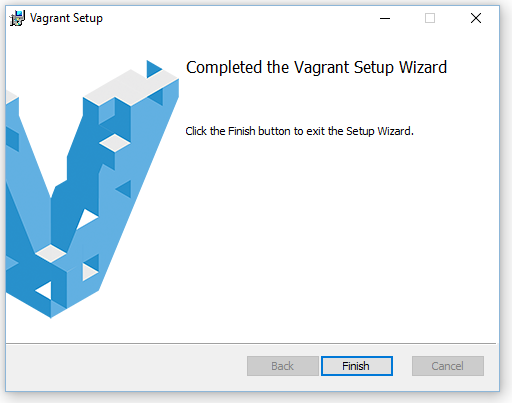 Vagrant Setup
Completed the Vagrant Setup Wizard
Click the Finish button to exit the Setup Wizard.
Back
Finish
Cancel